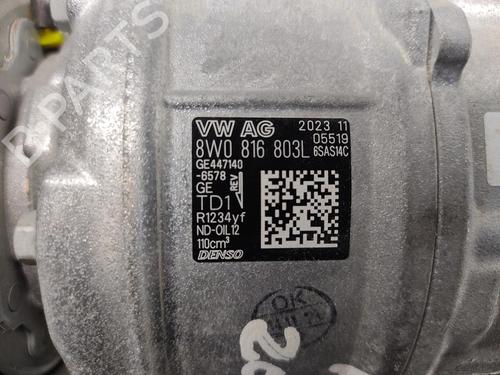 VW AG 2023 11
05519
8W0 816 803L 6SAS14C
GE447140
-6578
GE
REV
TD1
R1234yf
ND-OIL12
110cm³
DENSO
OK
B-PARTS